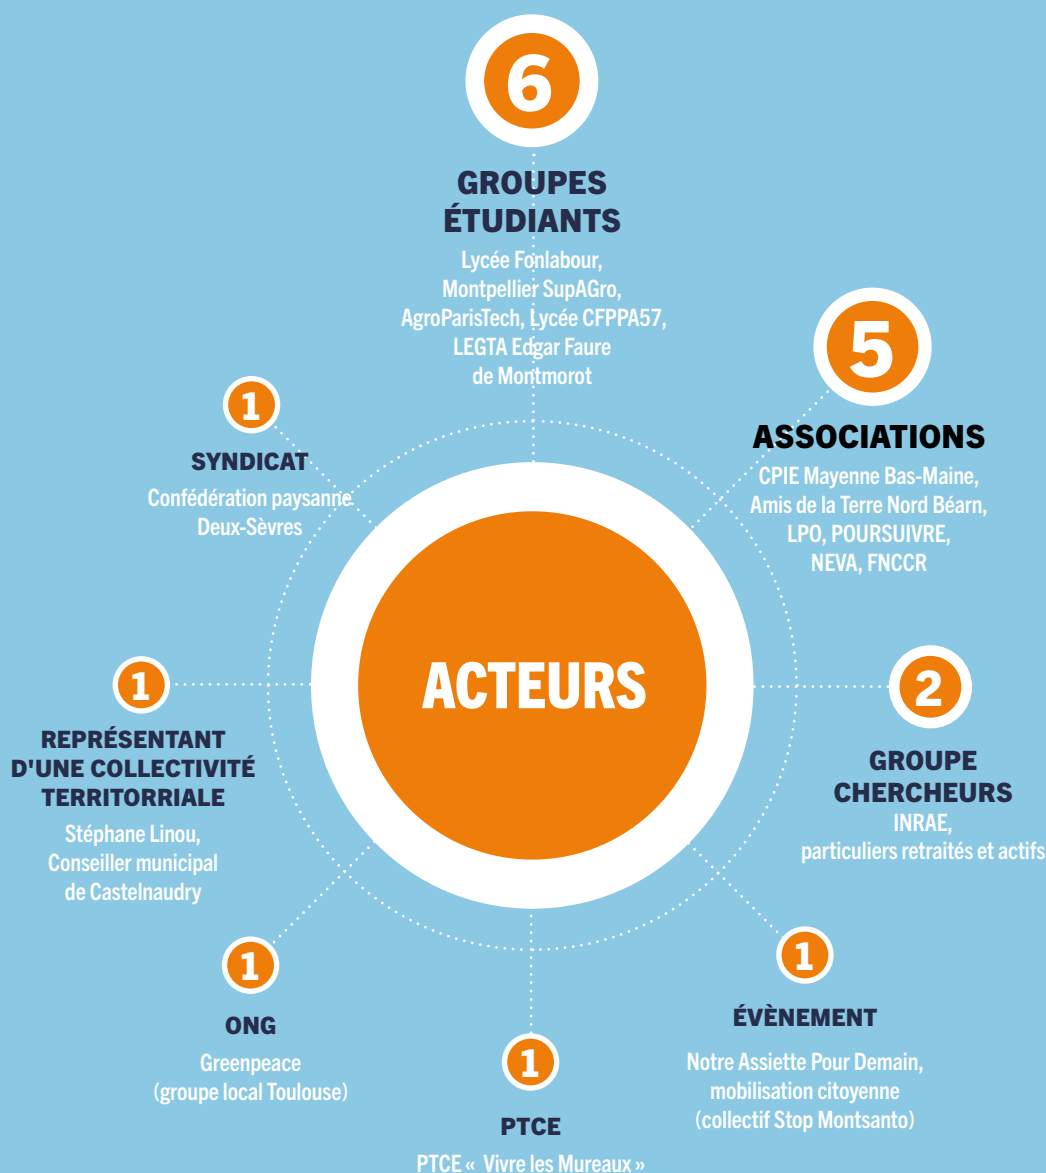 6
GROUPES
ÉTUDIANTS
Lycée Fonlabour,
Montpellier SupAGro,
AgroParisTech, Lycée CFPPA57,
LEGTA Edgar Faure
de Montmorot
5
ASSOCIATIONS
CPIE Mayenne Bas-Maine,
Amis de la Terre Nord Béarn,
LPO, POURSUIVRE,
NEVA, FNCCR
1
SYNDICAT
Confédération paysanne
Deux-Sèvres
ACTEURS
1
REPRÉSENTANT
D'UNE COLLECTIVITÉ
TERRITORRIALE
Stéphane Linou,
Conseiller municipal
de Castelnaudry
2
GROUPE
CHERCHEURS
INRAE,
particuliers retraités et actifs
1
ONG
Greenpeace
(groupe local Toulouse)
1
ÉVÈNEMENT
Notre Assiette Pour Demain,
mobilisation citoyenne
(collectif Stop Montsanto)
1
PTCE
PTCE « Vivre les Mureaux »